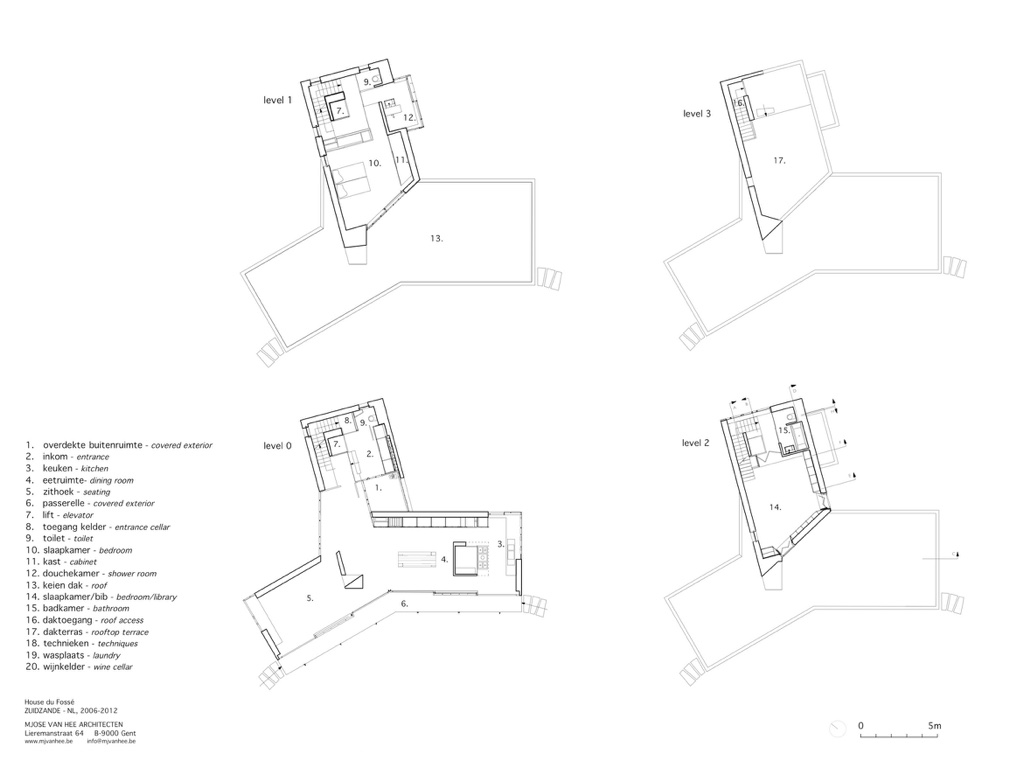 level 1
9.
7.
12.
10.
11.
13.
level 3
16.
17.
level 0
8.
9.
7.
2.
1.
3.
4.
5.
6.
level 2
15.
14.
1. overdekte buitenruimte - covered exterior
2. inkom - entrance
3. keuken - kitchen
4. eetruimte- dining room
5. zithoek - seating
6. passerelle - covered exterior
7. lift - elevator
8. toegang kelder - entrance cellar
9. toilet - toilet
10. slaapkamer - bedroom
11. kast - cabinet
12. douchekamer - shower room
13. keien dak - roof
14. slaapkamer/bib - bedroom/library
15. badkamer - bathroom
16. daktoegang - roof access
17. dakterras - rooftop terrace
18. technieken - techniques
19. wasplaats - laundry
20. wijnkelder - wine cellar
House du Fossé
ZUIDZANDE - NL, 2006-2012
MJOSE VAN HEE ARCHITECTEN
Lieremanstraat 64 B-9000 Gent
www.mjvanhee.be info@mjvanhee.be
0 5m